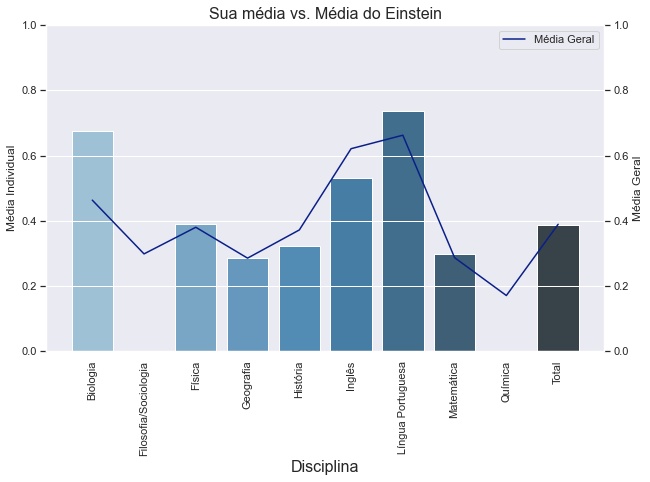 Sua média vs. Média do Einstein
Média Geral
1.0
0.8
0.6
0.4
0.2
0.0
Média Individual
1.0
0.8
0.6
0.4
0.2
0.0
Média Geral
Biologia
Filosofia/Sociologia
Física
Geografia
História
Inglês
Língua Portuguesa
Matemática
Química
Total
Disciplina